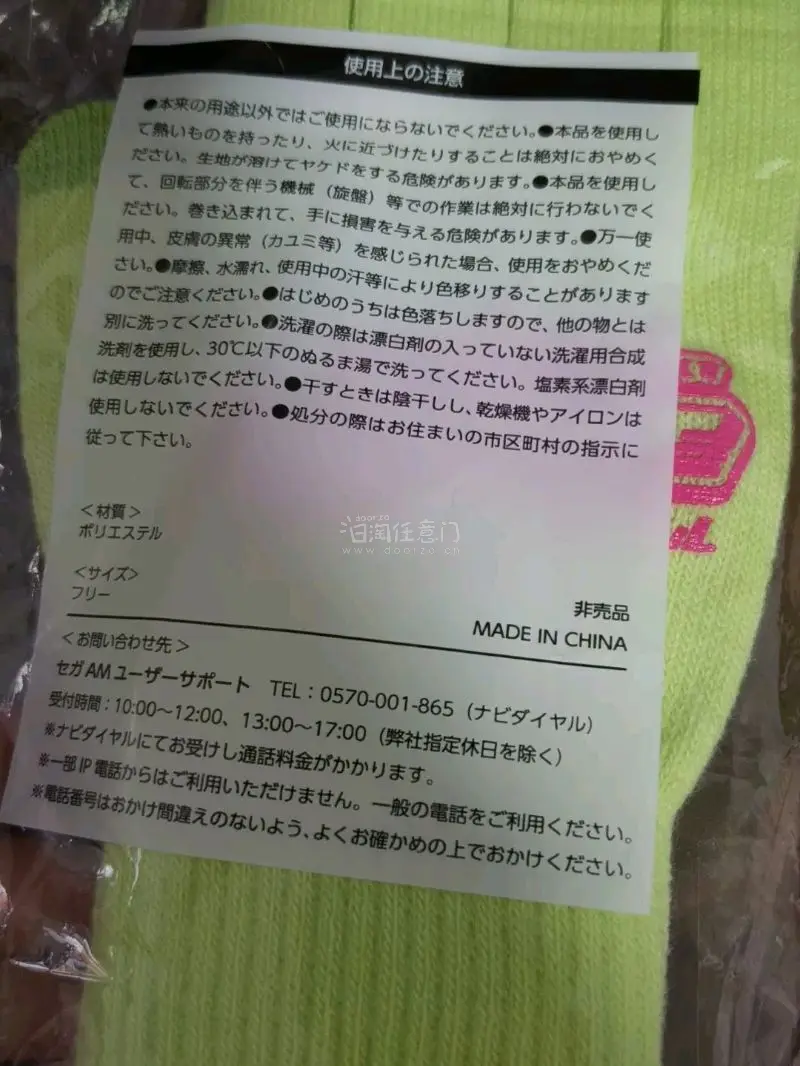 使用上の注意
●本来の用途以外ではご使用にならないでください。●本品を使用し
て熱いものを持ったり、火に近づけたりすることは絶対におやめく
ださい。生地が溶けてヤケドをする危険があります。●本品を使用し
て、回転部分を伴う機械（旋盤）等での作業は絶対に行わないでく
ださい。巻き込まれて、手に損害を与える危険があります。●万一使
用中、皮膚の異常（カユミ等）を感じられた場合、使用をおやめくだ
さい。●摩擦、水濡れ、使用中の汗等により色移りすることがあります
のでご注意ください。●はじめのうちは色落ちしますので、他の物とは
別に洗ってください。●洗濯の際は漂白剤の入っていない洗濯用合成
洗剤を使用し、30℃以下のぬるま湯で洗ってください。塩素系漂白剤
は使用しないでください。●干すときは陰干しし、乾燥機やアイロンは
使用しないでください。●処分の際はお住まいの市区町村の指示に
従って下さい。
＜材質＞
ポリエステル
＜サイズ＞
フリー
非売品
MADE IN CHINA
＜お問い合わせ先＞
セガAMユーザーサポート TEL：0570-001-865（ナビダイヤル）
受付時間：10:00～12:00、13:00～17:00（弊社指定休日を除く）
※ナビダイヤルにてお受けし通話料金がかかります。
※一部IP電話からはご利用いただけません。一般の電話をご利用ください。
※電話番号はおかけ間違えのないよう、よくお確かめの上でおかけください。
doorzo
日淘任意门
www.doorzo.cn